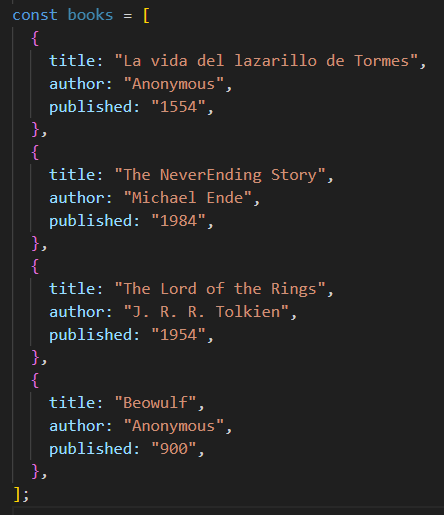 const books = [
  {
    title: "La vida del lazarillo de Tormes",
    author: "Anonymous",
    published: "1554",
  },
  {
    title: "The NeverEnding Story",
    author: "Michael Ende",
    published: "1984",
  },
  {
    title: "The Lord of the Rings",
    author: "J. R. R. Tolkien",
    published: "1954",
  },
  {
    title: "Beowulf",
    author: "Anonymous",
    published: "900",
  },
];